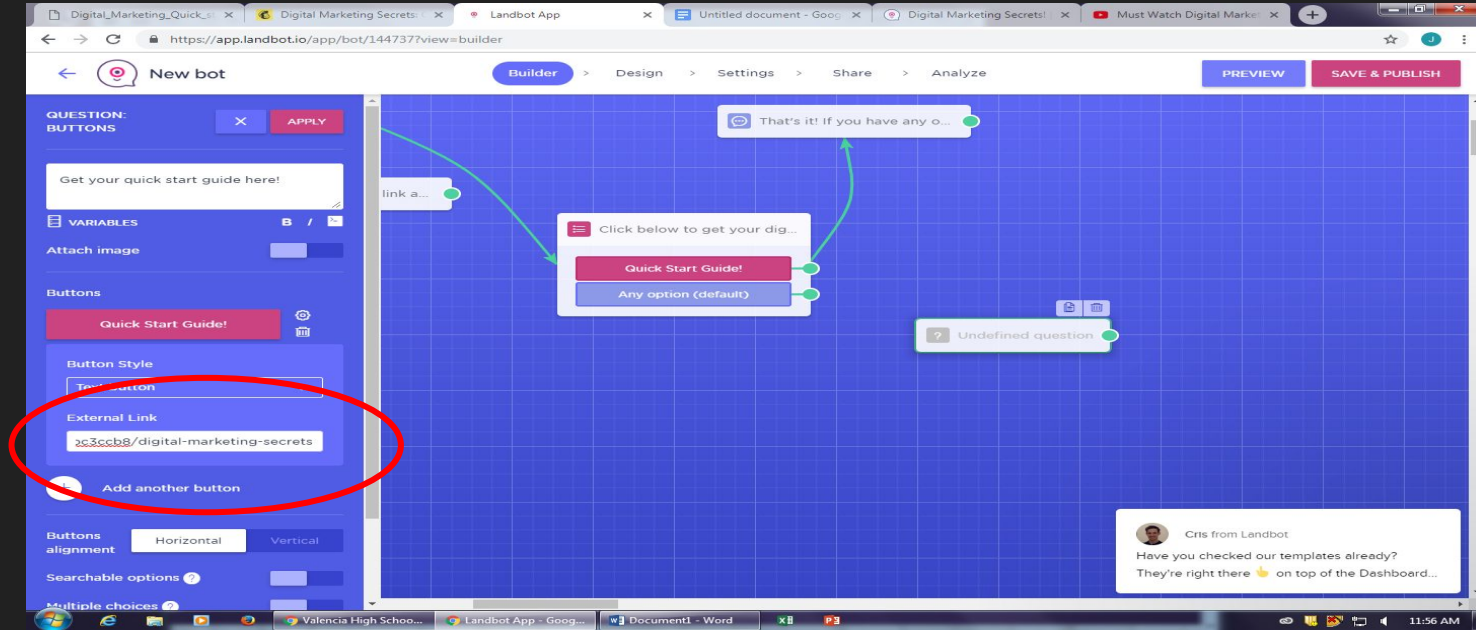 Digital_Marketing_Quick_s
Digital Marketing Secrets:
Landbot App
Untitled document - Goog
Digital Marketing Secrets!
Must Watch Digital Market
https://app.landbot.io/app/bot/144737?view=builder
J
New bot
Builder > Design > Settings > Share > Analyze
PREVIEW
SAVE & PUBLISH
QUESTION:
BUTTONS
APPLY
Get your quick start guide here!
VARIABLES
B I
Attach image
Buttons
Quick Start Guide!
Button Style
Text button
External Link
oc3ccb8/digital-marketing-secrets
Add another button
Buttons
alignment
Horizontal
Vertical
Searchable options ?
Multiple choices ?
That's it! If you have any o...
link a...
Click below to get your dig...
Quick Start Guide!
Any option (default)
? Undefined question
Cris from Landbot
Have you checked our templates already?
They're right there 👆 on top of the Dashboard...
Valencia High Schoo...
Landbot App - Goog...
Document1 - Word
11:56 AM